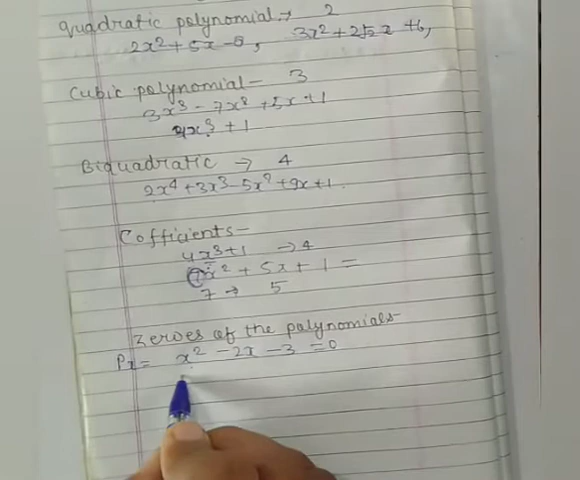 quadratic polynomial → 2
2x² + 5x - 5, 3x² + 2√2x + 6,
Cubic polynomial - 3
3x³ - 7x² + 5x + 1
4x³ + 1
Biquadratic → 4
2x⁴ + 3x³ - 5x² + 9x + 1
Cofficients -
4x³ + 1 → 4
7x² + 5x + 1 =
7 → 5
Zeroes of the polynomials -
Px = x² - 2x - 3 = 0